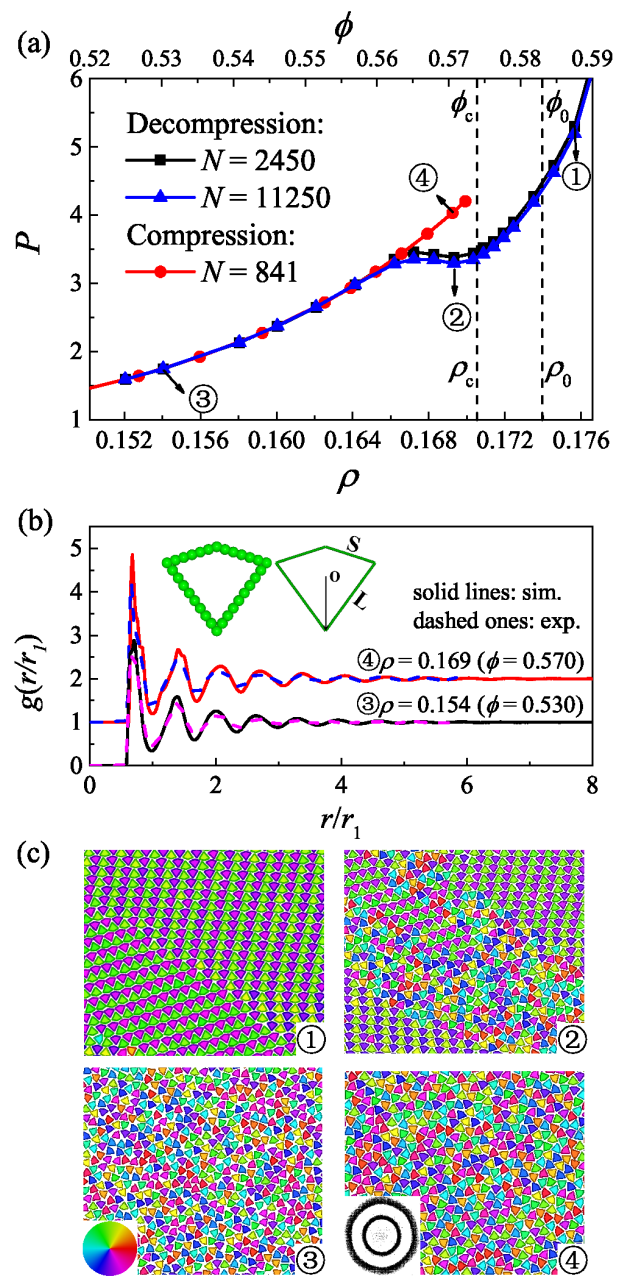 (a)
ϕ
0.52 0.53 0.54 0.55 0.56 0.57 0.58 0.59
6
5
4
3
2
1
P
Decompression:
N = 2450
N = 11250
Compression:
N = 841
ϕc ϕ0
④ ①
②
③
ρc ρ0
0.152 0.156 0.160 0.164 0.168 0.172 0.176
ρ
(b)
5
4
3
2
1
0
g(r/r1)
S
o
L
solid lines: sim.
dashed ones: exp.
④ρ = 0.169 (ϕ = 0.570)
③ρ = 0.154 (ϕ = 0.530)
0 2 4 6 8
r/r1
(c)
① ②
③ ④